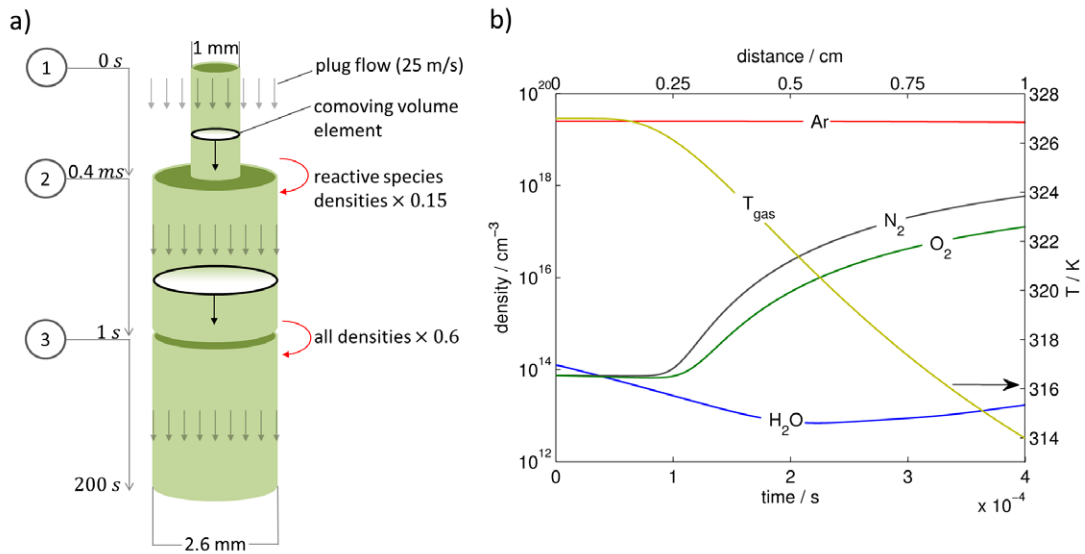 a)
1 mm
1
0 s
plug flow (25 m/s)
comoving volume
element
2
0.4 ms
reactive species
densities × 0.15
3
1 s
all densities × 0.6
200 s
2.6 mm
b)
distance / cm
0 0.25 0.5 0.75 1
10^20
10^18
10^16
10^14
10^12
density / cm^−3
Ar
T_gas
N_2
O_2
H_2O
328
326
324
322
320
318
316
314
T / K
0 1 2 3 4
time / s
x 10^−4